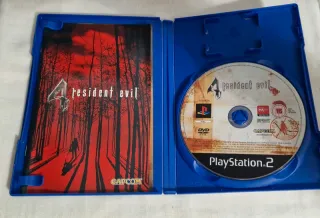 4
resident evil
CAPCOM
4
resident evil
DVD
PlayStation 2